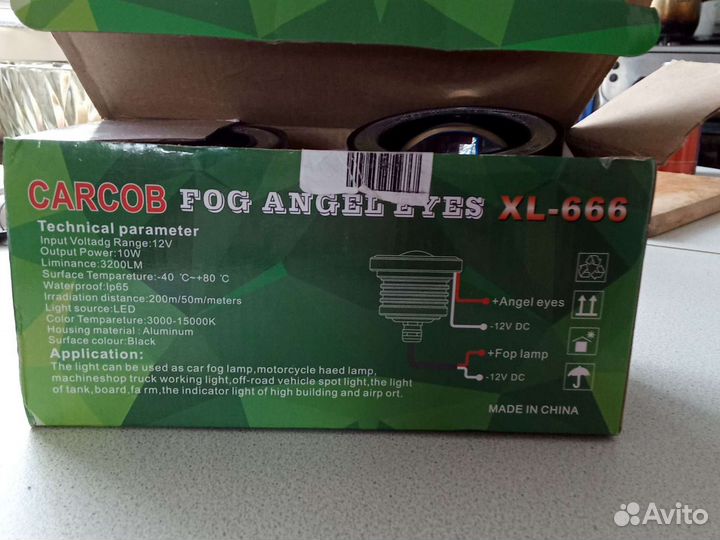 CARCOB FOG ANGEL EYES XL-666
Technical parameter
Input Voltadg Range:12V
Output Power:10W
Liminance:3200LM
Surface Tempareture:-40 ℃~+80 ℃
Waterproof:Ip65
Irradiation distance:200m/50m/meters
Light source:LED
Color Tempareture:3000-15000K
Housing material : Aluminum
Surface colour:Black
+Angel eyes
-12V DC
+Fop lamp
-12V DC
Application:
The light can be used as car fog lamp,motorcycle haed lamp,
machineshop truck working light,off-road vehicle spot light,the light
of tank,board,fa rm,the indicator light of high building and airp ort.
MADE IN CHINA
Avito